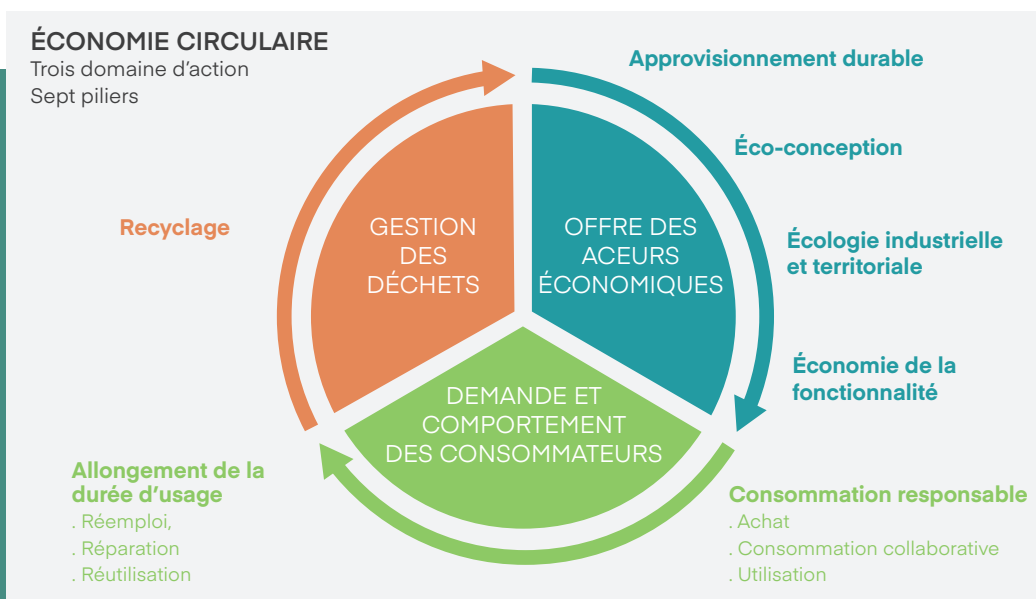 ÉCONOMIE CIRCULAIRE
Trois domaine d'action
Sept piliers
Approvisionnement durable
Éco-conception
Écologie industrielle
et territoriale
Économie de la
fonctionnalité
OFFRE DES
ACEURS
ÉCONOMIQUES
Consommation responsable
. Achat
. Consommation collaborative
. Utilisation
DEMANDE ET
COMPORTEMENT
DES CONSOMMATEURS
Allongement de la
durée d'usage
. Réemploi,
. Réparation
. Réutilisation
Recyclage
GESTION
DES
DÉCHETS